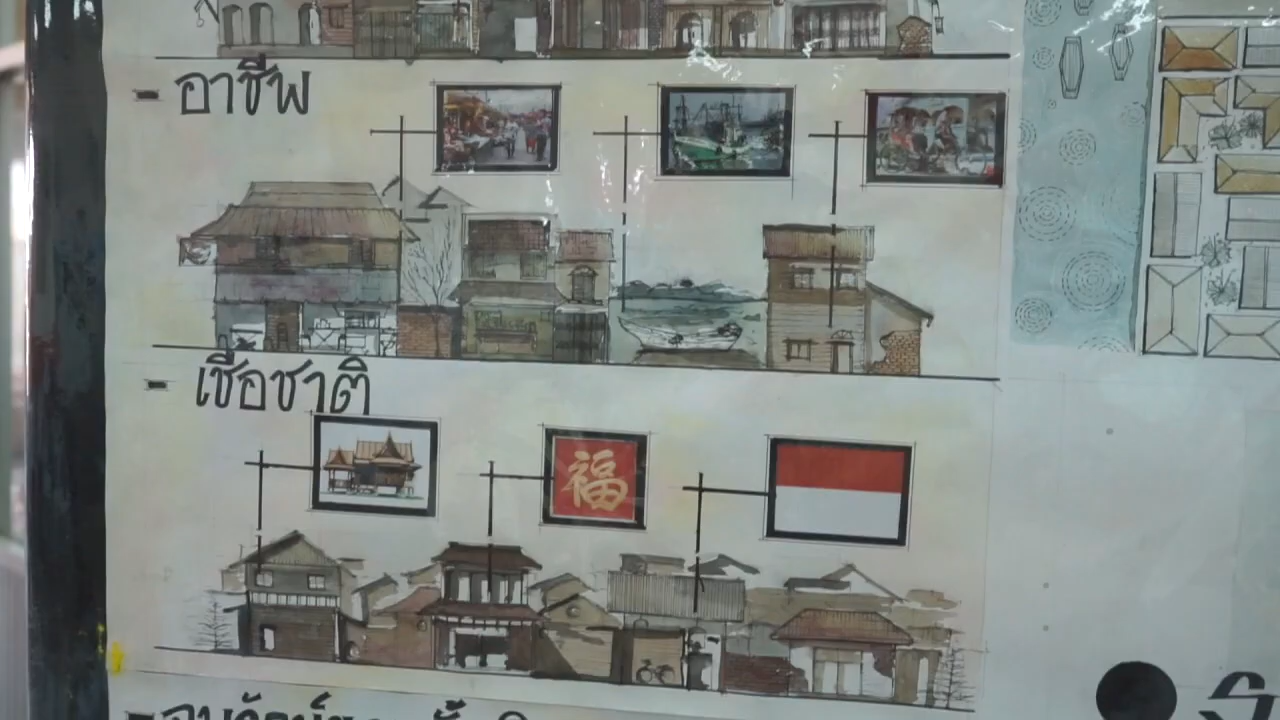 - อาชีพ
- เชื้อชาติ
福